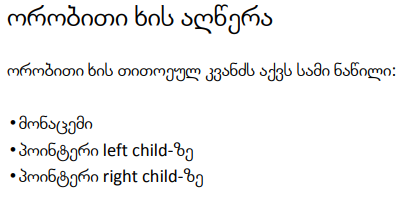 ორობითი ხის აღწერა
ორობითი ხის თითოეულ კვანძს აქვს სამი ნაწილი:
•მონაცემი
•პოინტერი left child-ზე
•პოინტერი right child-ზე